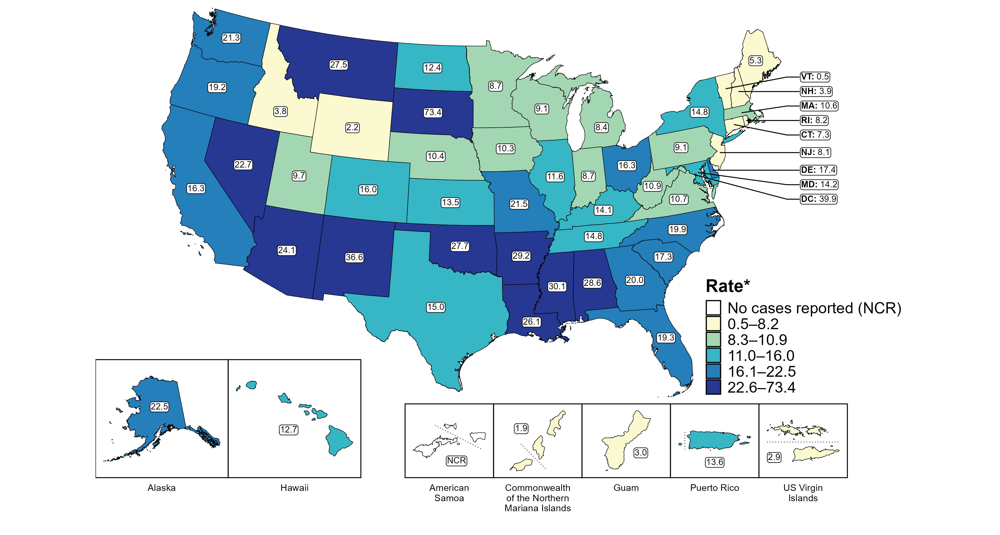 21.3
27.5
12.4
8.7
5.3
19.2
VT: 0.5
NH: 3.9
MA: 10.6
RI: 8.2
CT: 7.3
NJ: 8.1
DE: 17.4
MD: 14.2
DC: 39.9
3.8
2.2
73.4
9.1
8.4
14.8
9.1
22.7
9.7
16.0
10.4
10.3
11.6
8.7
16.3
10.9
10.7
16.3
13.5
21.5
14.1
19.9
14.8
24.1
36.6
27.7
29.2
17.3
15.0
30.1
28.6
20.0
26.1
19.3
Rate*
No cases reported (NCR)
0.5–8.2
8.3–10.9
11.0–16.0
16.1–22.5
22.6–73.4
22.5
12.7
NCR
1.9
3.0
13.6
2.9
Alaska
Hawaii
American
Samoa
Commonwealth
of the Northern
Mariana Islands
Guam
Puerto Rico
US Virgin
Islands